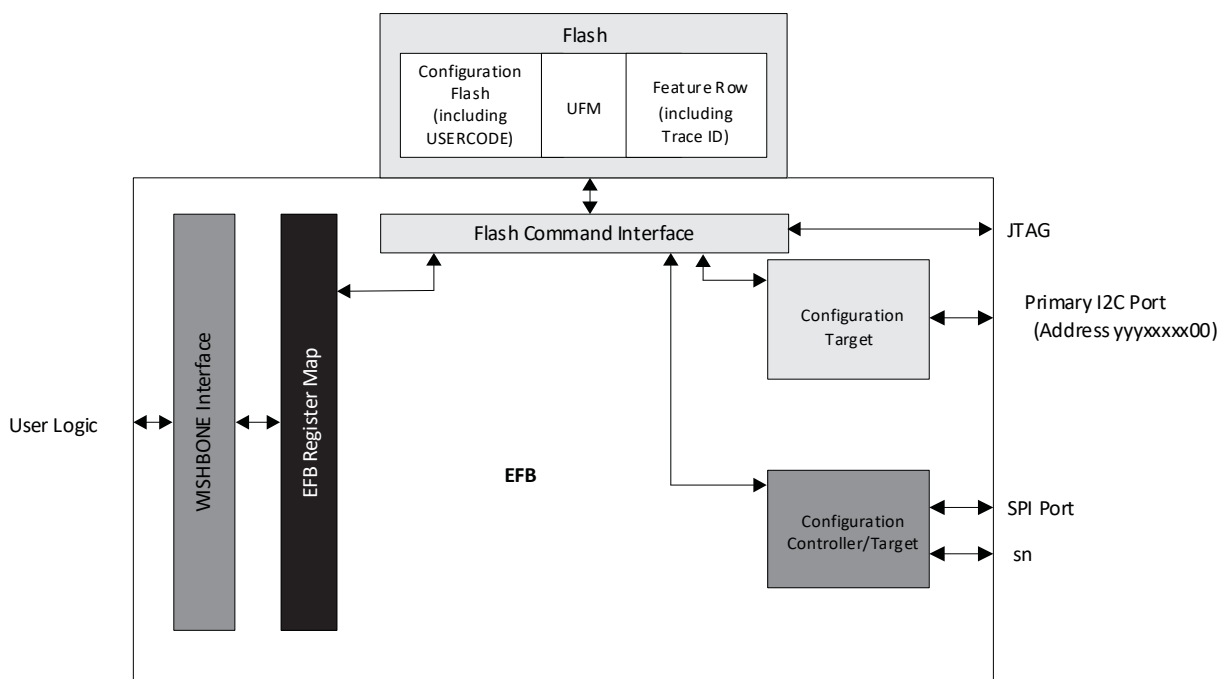 Flash
Configuration
Flash
(including
USERCODE)
UFM
Feature Row
(including
Trace ID)
Flash Command Interface
JTAG
Configuration
Target
Primary I2C Port
(Address yyyxxxxx00)
User Logic
WISHBONE Interface
EFB Register Map
EFB
Configuration
Controller/Target
SPI Port
sn